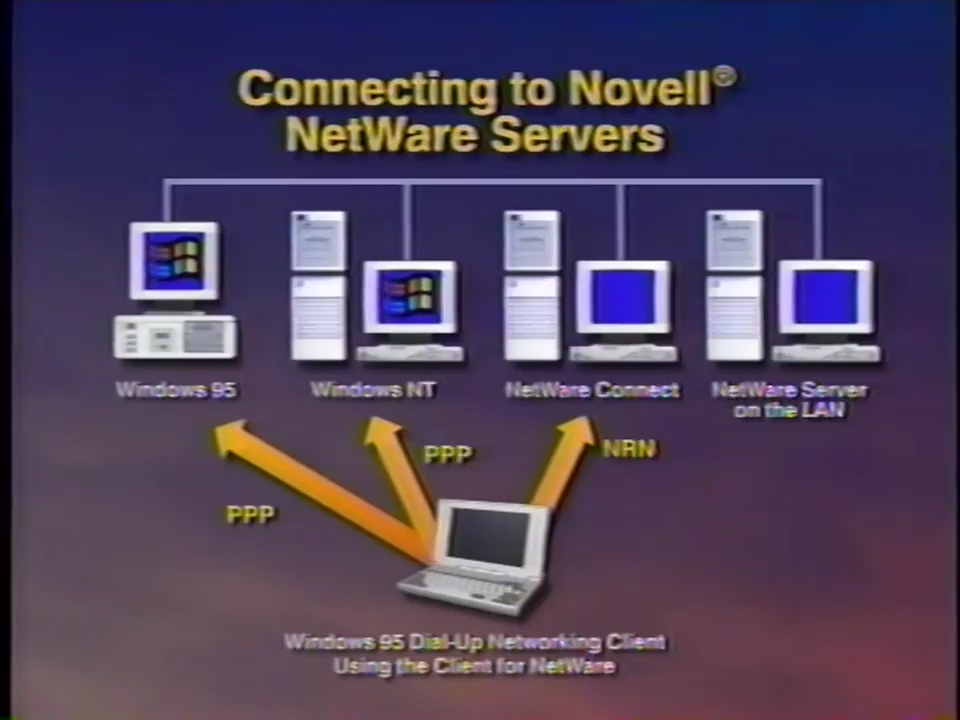 Connecting to Novell®
NetWare Servers
Windows 95
Windows NT
NetWare Connect
NetWare Server
on the LAN
PPP
PPP
NRN
Windows 95 Dial-Up Networking Client
Using the Client for NetWare